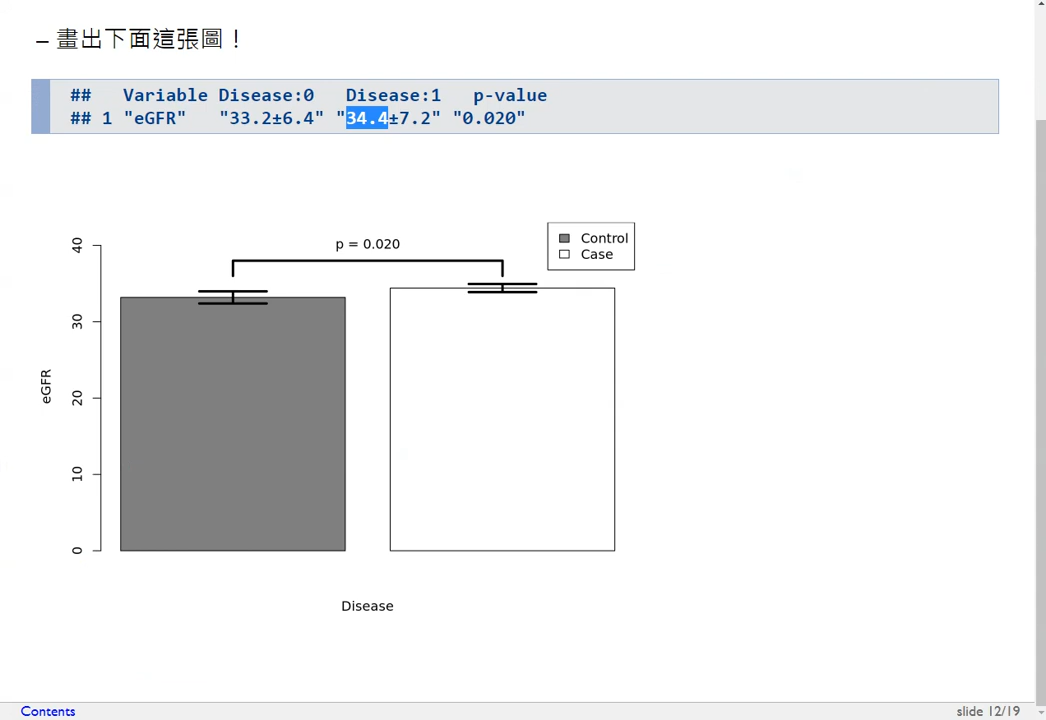 – 畫出下面這張圖！
##   Variable Disease:0   Disease:1   p-value
## 1 "eGFR"   "33.2±6.4" "34.4±7.2" "0.020"
p = 0.020
Control
Case
40
30
20
10
0
eGFR
Disease
Contents
slide 12/19